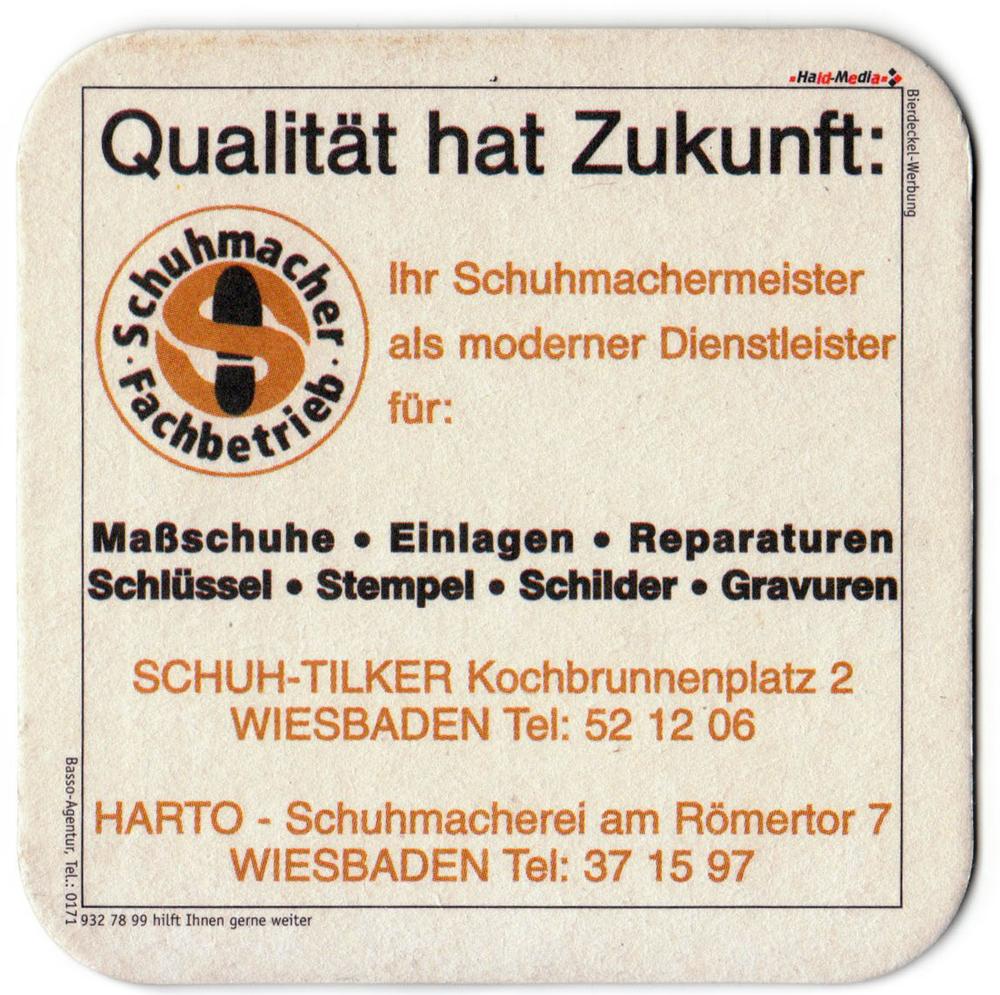 Haid-Media
Bierdeckel-Werbung
Qualität hat Zukunft:
Schuhmacher
Fachbetrieb
Ihr Schuhmachermeister
als moderner Dienstleister
für:
Maßschuhe • Einlagen • Reparaturen
Schlüssel • Stempel • Schilder • Gravuren
SCHUH-TILKER Kochbrunnenplatz 2
WIESBADEN Tel: 52 12 06
HARTO - Schuhmacherei am Römertor 7
WIESBADEN Tel: 37 15 97
Basso-Agentur, Tel.: 0171
932 78 99 hilft Ihnen gerne weiter